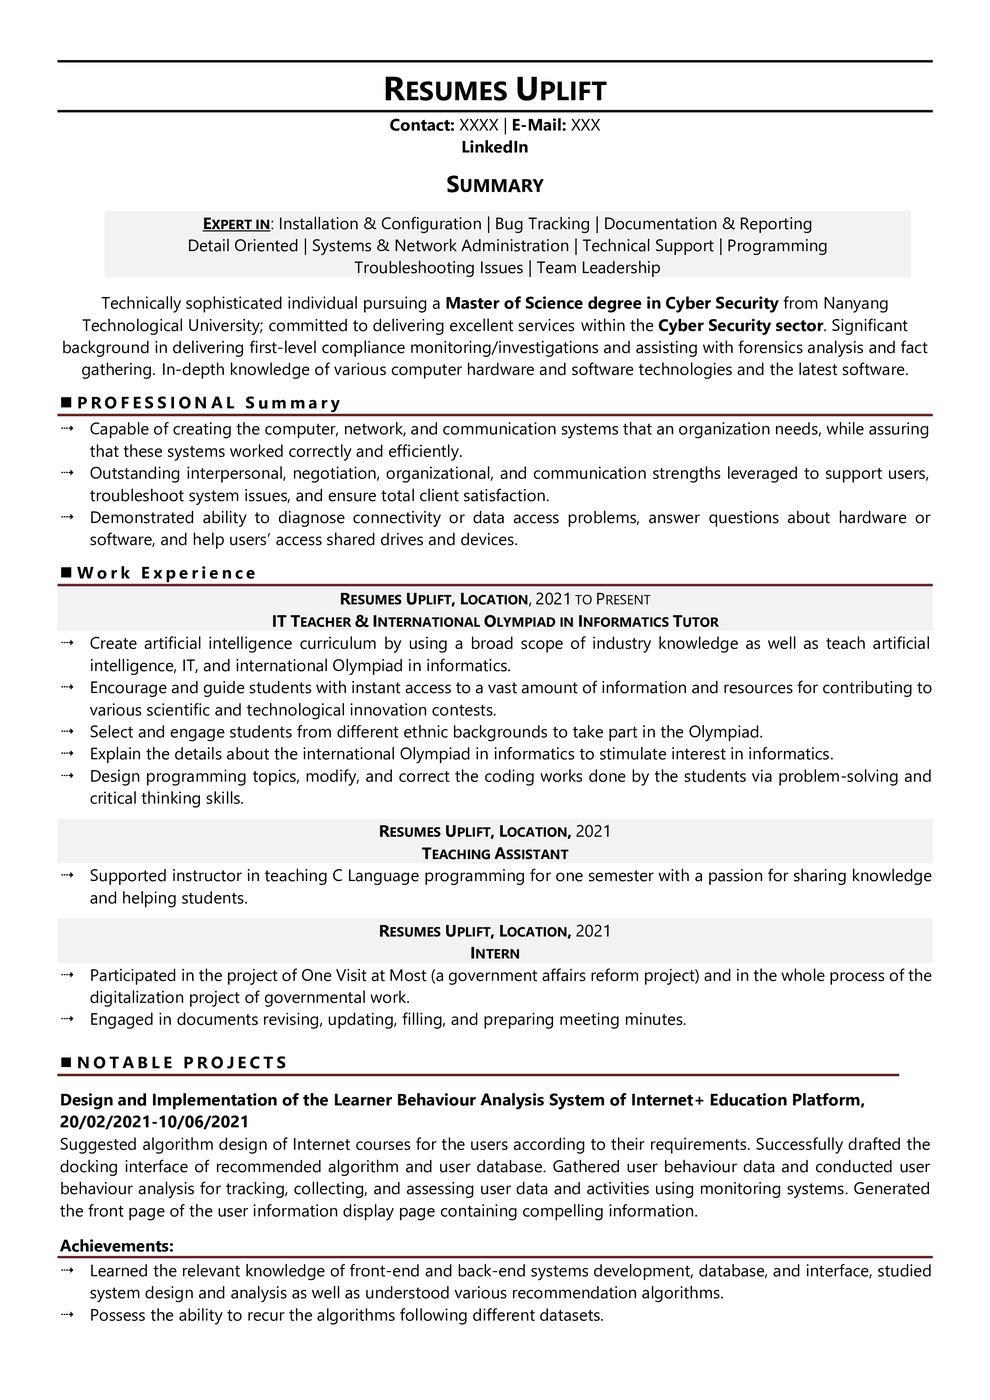 RESUMES UPLIFT
Contact: XXXX | E-Mail: XXX
LinkedIn
SUMMARY
EXPERT IN: Installation & Configuration | Bug Tracking | Documentation & Reporting
Detail Oriented | Systems & Network Administration | Technical Support | Programming
Troubleshooting Issues | Team Leadership
Technically sophisticated individual pursuing a Master of Science degree in Cyber Security from Nanyang
Technological University; committed to delivering excellent services within the Cyber Security sector. Significant
background in delivering first-level compliance monitoring/investigations and assisting with forensics analysis and fact
gathering. In-depth knowledge of various computer hardware and software technologies and the latest software.
■ PROFESSIONAL Summary
⤑ Capable of creating the computer, network, and communication systems that an organization needs, while assuring
that these systems worked correctly and efficiently.
⤑ Outstanding interpersonal, negotiation, organizational, and communication strengths leveraged to support users,
troubleshoot system issues, and ensure total client satisfaction.
⤑ Demonstrated ability to diagnose connectivity or data access problems, answer questions about hardware or
software, and help users’ access shared drives and devices.
■ Work Experience
RESUMES UPLIFT, LOCATION, 2021 TO PRESENT
IT TEACHER & INTERNATIONAL OLYMPIAD IN INFORMATICS TUTOR
⤑ Create artificial intelligence curriculum by using a broad scope of industry knowledge as well as teach artificial
intelligence, IT, and international Olympiad in informatics.
⤑ Encourage and guide students with instant access to a vast amount of information and resources for contributing to
various scientific and technological innovation contests.
⤑ Select and engage students from different ethnic backgrounds to take part in the Olympiad.
⤑ Explain the details about the international Olympiad in informatics to stimulate interest in informatics.
⤑ Design programming topics, modify, and correct the coding works done by the students via problem-solving and
critical thinking skills.
RESUMES UPLIFT, LOCATION, 2021
TEACHING ASSISTANT
⤑ Supported instructor in teaching C Language programming for one semester with a passion for sharing knowledge
and helping students.
RESUMES UPLIFT, LOCATION, 2021
INTERN
⤑ Participated in the project of One Visit at Most (a government affairs reform project) and in the whole process of the
digitalization project of governmental work.
⤑ Engaged in documents revising, updating, filling, and preparing meeting minutes.
■ NOTABLE PROJECTS
Design and Implementation of the Learner Behaviour Analysis System of Internet+ Education Platform,
20/02/2021-10/06/2021
Suggested algorithm design of Internet courses for the users according to their requirements. Successfully drafted the
docking interface of recommended algorithm and user database. Gathered user behaviour data and conducted user
behaviour analysis for tracking, collecting, and assessing user data and activities using monitoring systems. Generated
the front page of the user information display page containing compelling information.
Achievements:
⤑ Learned the relevant knowledge of front-end and back-end systems development, database, and interface, studied
system design and analysis as well as understood various recommendation algorithms.
⤑ Possess the ability to recur the algorithms following different datasets.